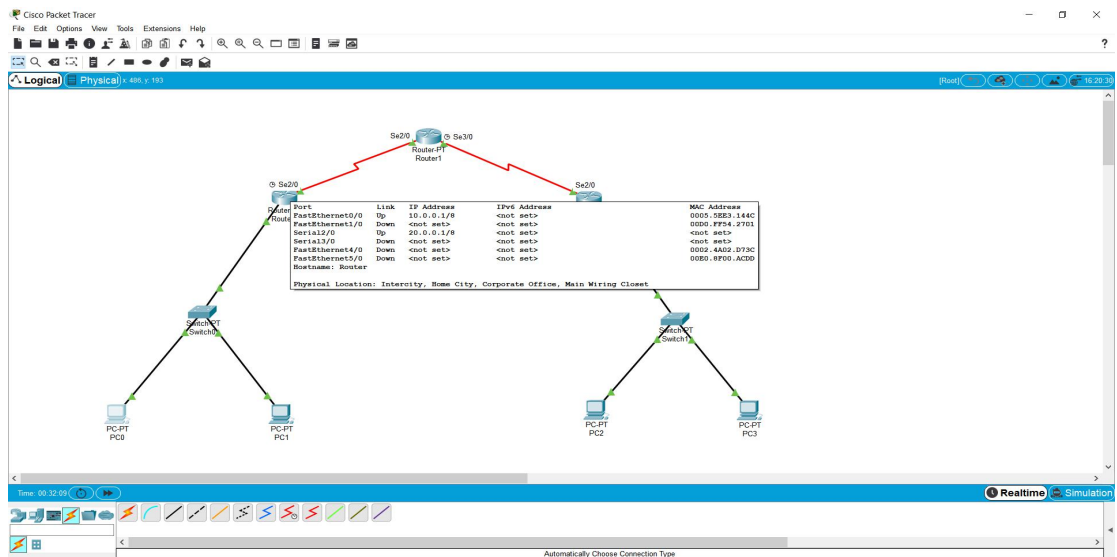 Cisco Packet Tracer
File Edit Options View Tools Extensions Help
?
Logical Physical x: 486, y: 193 [Root] 16:20:30
Se2/0 Se3/0
Router-PT
Router1
Se2/0 Se2/0
Router
Route
Port Link IP Address IPv6 Address MAC Address
FastEthernet0/0 Up 10.0.0.1/8 <not set> 0005.5EE3.144C
FastEthernet1/0 Down <not set> <not set> 00D0.FF54.2701
Serial2/0 Up 20.0.0.1/8 <not set> <not set>
Serial3/0 Down <not set> <not set> <not set>
FastEthernet4/0 Down <not set> <not set> 0002.4A02.D73C
FastEthernet5/0 Down <not set> <not set> 00E0.8F00.ACDD
Hostname: Router
Physical Location: Intercity, Home City, Corporate Office, Main Wiring Closet
Switch-PT Switch-PT
Switch0 Switch1
PC-PT PC-PT PC-PT PC-PT
PC0 PC1 PC2 PC3
Time: 00:32:09 Realtime Simulation
Automatically Choose Connection Type